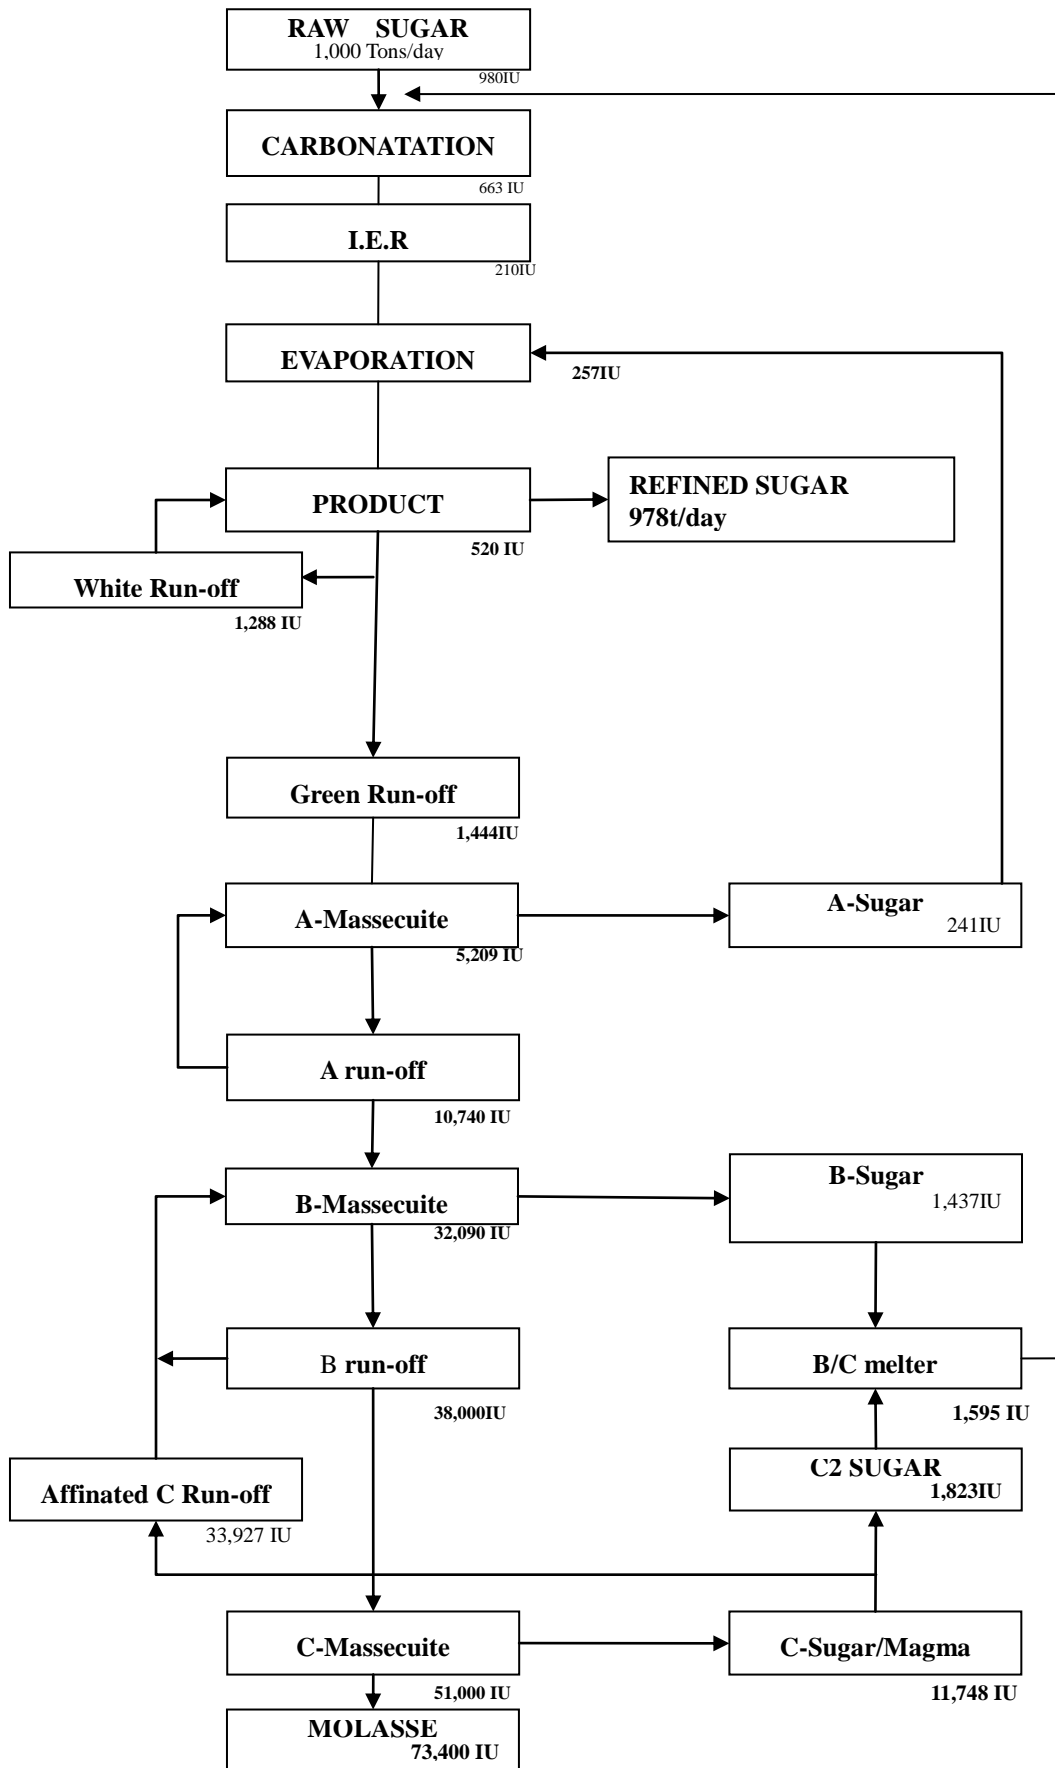 RAW SUGAR
1,000 Tons/day
980IU
CARBONATATION
663 IU
I.E.R
210IU
EVAPORATION
257IU
PRODUCT
REFINED SUGAR
978t/day
520 IU
White Run-off
1,288 IU
Green Run-off
1,444IU
A-Massecuite
A-Sugar
241IU
5,209 IU
A run-off
10,740 IU
B-Massecuite
B-Sugar
1,437IU
32,090 IU
B run-off
B/C melter
38,000IU
1,595 IU
Affinated C Run-off
C2 SUGAR
1,823IU
33,927 IU
C-Massecuite
C-Sugar/Magma
51,000 IU
11,748 IU
MOLASSE
73,400 IU